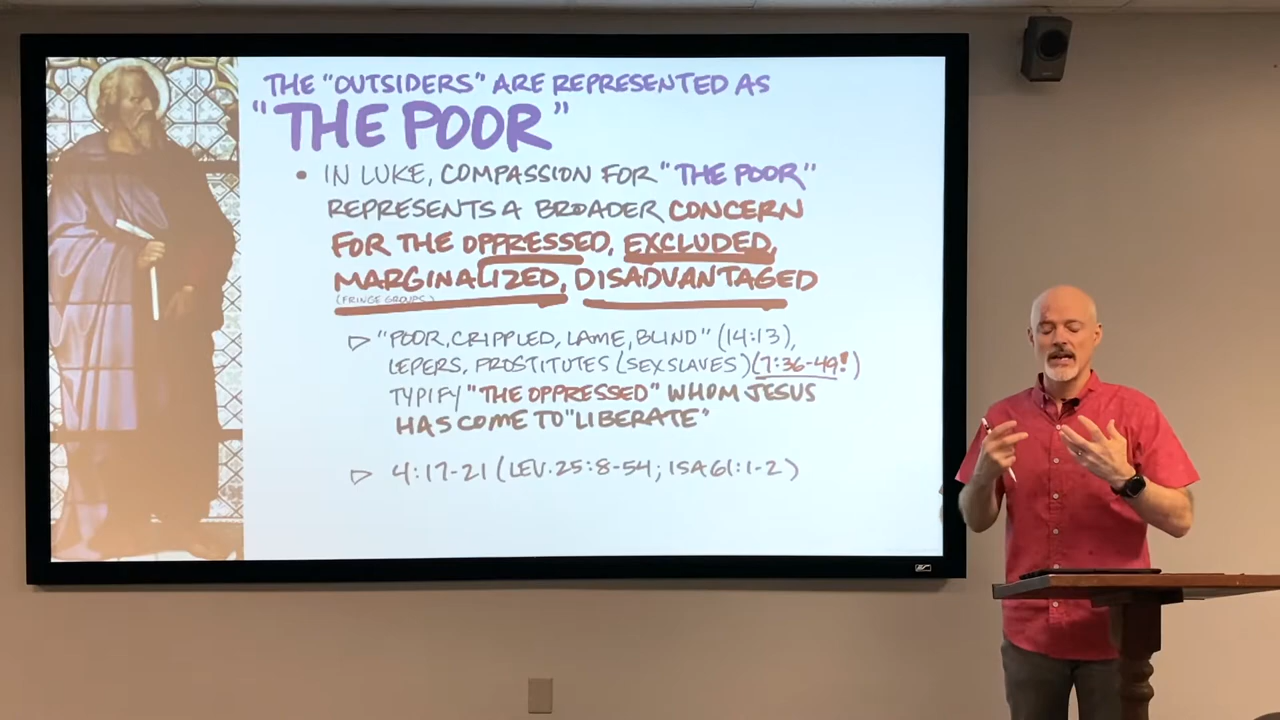 THE "OUTSIDERS" ARE REPRESENTED AS
"THE POOR"
• IN LUKE, COMPASSION FOR "THE POOR"
REPRESENTS A BROADER CONCERN
FOR THE OPPRESSED, EXCLUDED,
MARGINALIZED, DISADVANTAGED
(FRINGE GROUPS)
▷ "POOR, CRIPPLED, LAME, BLIND" (14:13),
LEPERS, PROSTITUTES (SEX SLAVES) (7:36-49!)
TYPIFY "THE OPPRESSED" WHOM JESUS
HAS COME TO "LIBERATE"
▷ 4:17-21 (LEV. 25:8-54; ISA 61:1-2)